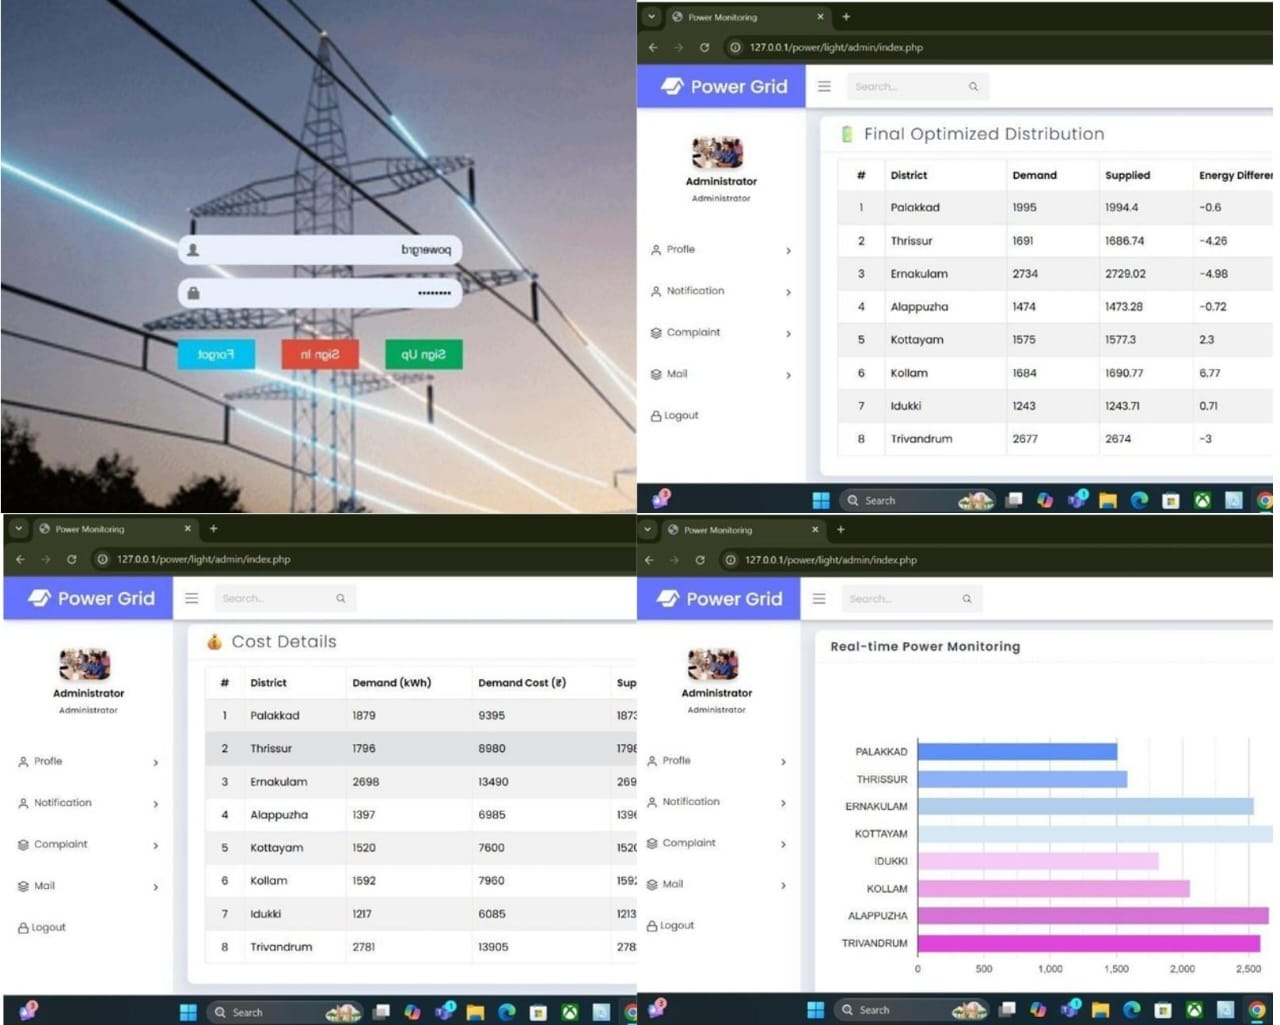 powergrd
••••••••
Forgot Sign In Sign Up
Power Monitoring
127.0.0.1/power/light/admin/index.php
Power Grid
Search...
Administrator
Administrator
Profle
Notification
Complaint
Mail
Logout
Final Optimized Distribution
# District Demand Supplied Energy Differen
1 Palakkad 1995 1994.4 -0.6
2 Thrissur 1691 1686.74 -4.26
3 Ernakulam 2734 2729.02 -4.98
4 Alappuzha 1474 1473.28 -0.72
5 Kottayam 1575 1577.3 2.3
6 Kollam 1684 1690.77 6.77
7 Idukki 1243 1243.71 0.71
8 Trivandrum 2677 2674 -3
Search
Power Monitoring
127.0.0.1/power/light/admin/index.php
Power Grid
Search...
Administrator
Administrator
Profle
Notification
Complaint
Mail
Logout
Cost Details
# District Demand (kWh) Demand Cost (₹) Sup
1 Palakkad 1879 9395 1873
2 Thrissur 1796 8980 1798
3 Ernakulam 2698 13490 269
4 Alappuzha 1397 6985 1396
5 Kottayam 1520 7600 1520
6 Kollam 1592 7960 1592
7 Idukki 1217 6085 1213
8 Trivandrum 2781 13905 278
Search
Power Monitoring
127.0.0.1/power/light/admin/index.php
Power Grid
Search...
Administrator
Administrator
Profle
Notification
Complaint
Mail
Logout
Real-time Power Monitoring
PALAKKAD
THRISSUR
ERNAKULAM
KOTTAYAM
IDUKKI
KOLLAM
ALAPPUZHA
TRIVANDRUM
0 500 1,000 1,500 2,000 2,500
Search